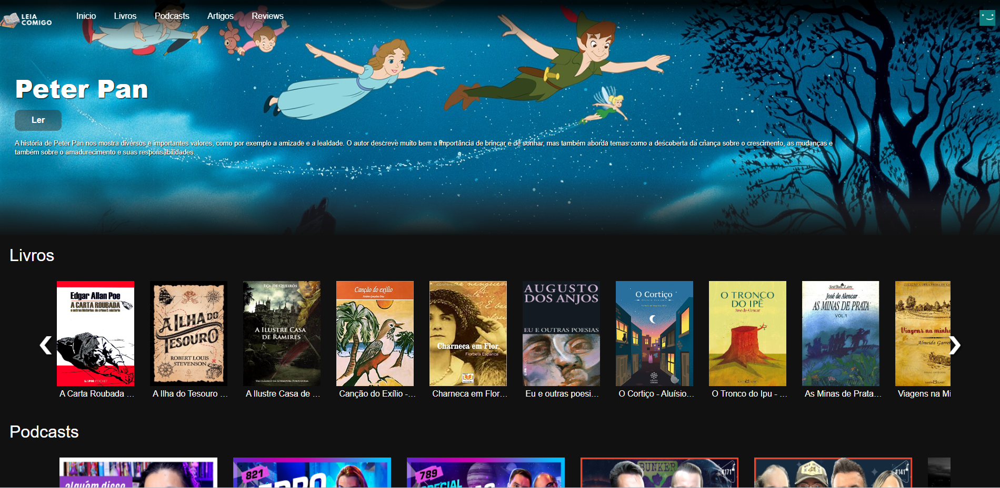 LEIA
COMIGO
Inicio
Livros
Podcasts
Artigos
Reviews
Peter Pan
Ler
A história de Peter Pan nos mostra diversos e importantes valores, como por exemplo a amizade e a lealdade. O autor descreve muito bem a importância de brincar e de sonhar, mas também aborda temas como a descoberta da criança sobre o crescimento, as mudanças e
também sobre o amadurecimento e suas responsabilidades.
Livros
Edgar Allan Poe
A CARTA ROUBADA
e outras histórias de crime & mistério
L&PM POCKET
A ILHA DO
TESOURO
ROBERT LOUIS
STEVENSON
EÇA DE QUEIRÓS
A ILUSTRE CASA
DE RAMIRES
UM CLÁSSICO DA LITERATURA PORTUGUESA
Canção do exílio
Antônio Gonçalves Dias
Charneca em Flor
Florbela Espanca
AUGUSTO
DOS ANJOS
EU E OUTRAS POESIAS
O Cortiço
Aluísio Azevedo
edições
câmara
O TRONCO
DO IPÊ
José de Alencar
Série Bom Livro
José de Alencar
AS MINAS DE PRATA
VOL.1
COLEÇÃO A OBRA-PRIMA DE
Viagens na minha
Almeida Garre
A Carta Roubada ...
A Ilha do Tesouro ...
A Ilustre Casa de ...
Canção do Exílio -...
Charneca em Flor...
Eu e outras poesi...
O Cortiço - Aluísio...
O Tronco do Ipu - ...
As Minas de Prata...
Viagens na Mi
Podcasts
alguém disse
821
789
SPECIAL
BUNKER
#171
#141